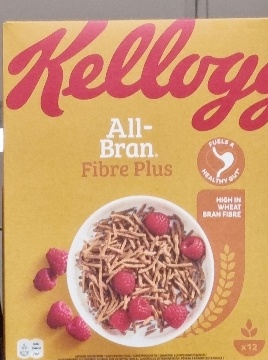 Kellogg
All-
Bran®
Fibre Plus
FUELS A
HEALTHY GUT
HIGH IN
WHEAT
BRAN FIBRE
x12